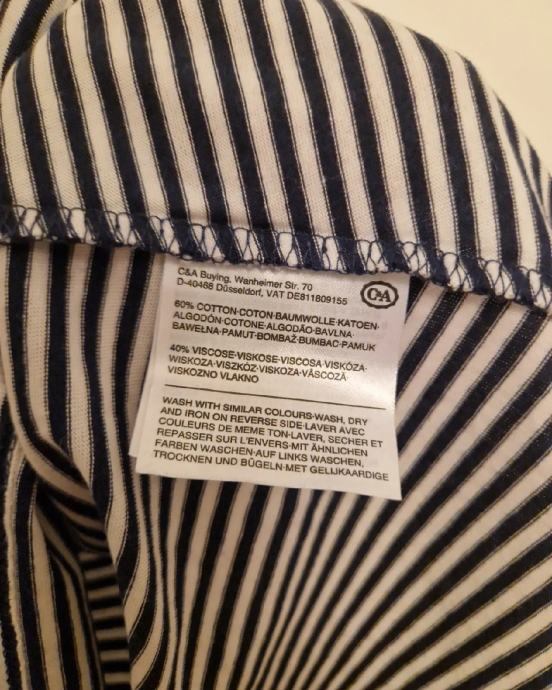 C&A Buying, Wanheimer Str. 70
D-40468 Düsseldorf, VAT DE811809155
C&A
60% COTTON·COTON·BAUMWOLLE·KATOEN·
ALGODÓN·COTONE·ALGODÃO·BAVLNA·
BAWEŁNA·PAMUT·BOMBAŽ·BUMBAC·PAMUK
40% VISCOSE·VISKOSE·VISCOSA·VISKÓZA·
WISKOZA·VISZKÓZ·VISKOZA·VÂSCOZĂ·
VISKOZNO VLAKNO
WASH WITH SIMILAR COLOURS·WASH, DRY
AND IRON ON REVERSE SIDE·LAVER AVEC
COULEURS DE MEME TON·LAVER, SECHER ET
REPASSER SUR L'ENVERS·MIT ÄHNLICHEN
FARBEN WASCHEN·AUF LINKS WASCHEN,
TROCKNEN UND BÜGELN·MET GELIJKAARDIGE